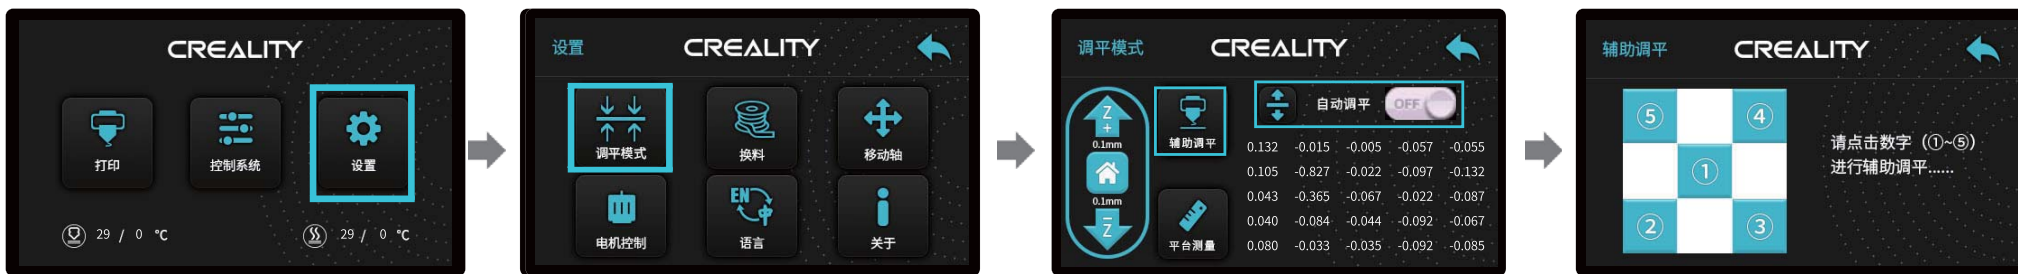 CREALITY
打印
控制系统
设置
29 / 0 ℃
29 / 0 ℃
设置
CREALITY
调平模式
换料
移动轴
电机控制
EN 中
语言
关于
调平模式
CREALITY
Z
+
0.1mm
0.1mm
-
Z
辅助调平
自动调平 OFF
平台测量
0.132 -0.015 -0.005 -0.057 -0.055
0.105 -0.827 -0.022 -0.097 -0.132
0.043 -0.365 -0.067 -0.022 -0.087
0.040 -0.084 -0.044 -0.092 -0.067
0.080 -0.033 -0.035 -0.092 -0.085
辅助调平
CREALITY
⑤ ④
①
② ③
请点击数字（①~⑤）
进行辅助调平......